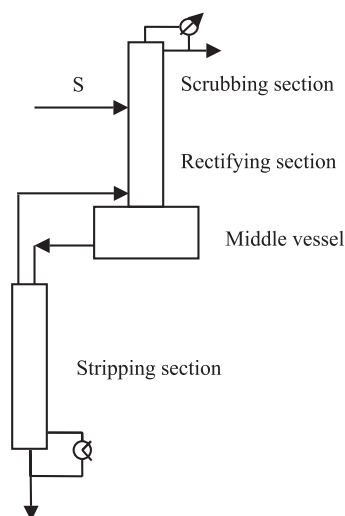 S
Scrubbing section
Rectifying section
Middle vessel
Stripping section